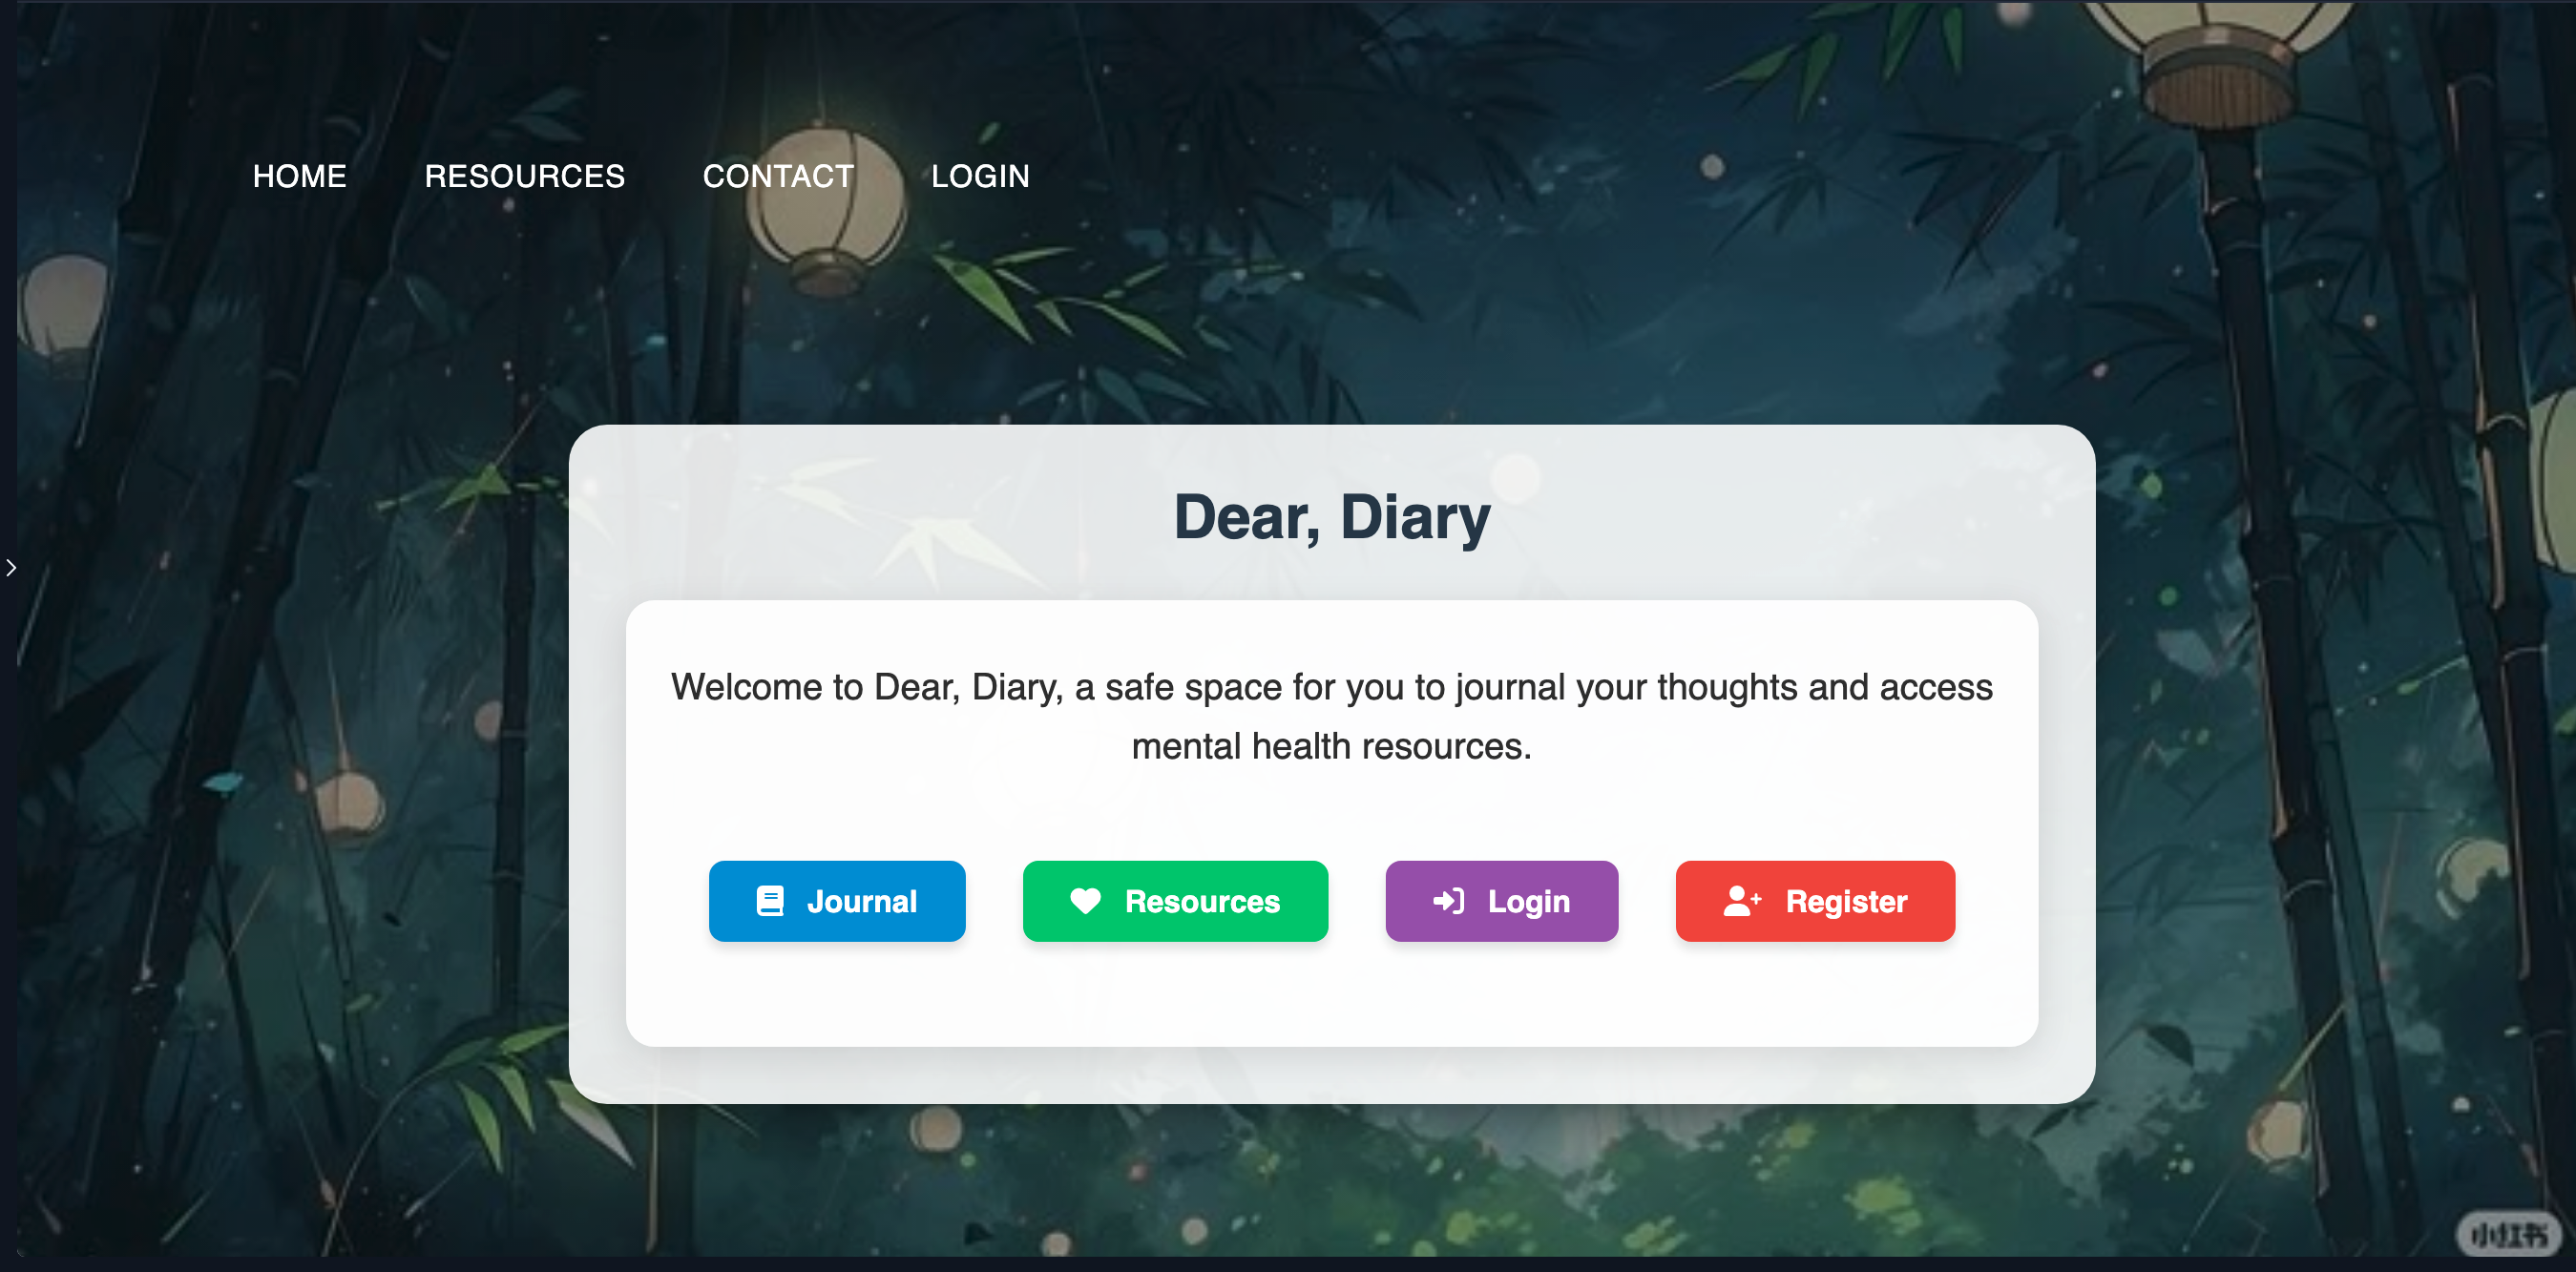 HOME RESOURCES CONTACT LOGIN
Dear, Diary
Welcome to Dear, Diary, a safe space for you to journal your thoughts and access
mental health resources.
Journal Resources Login Register
小红书